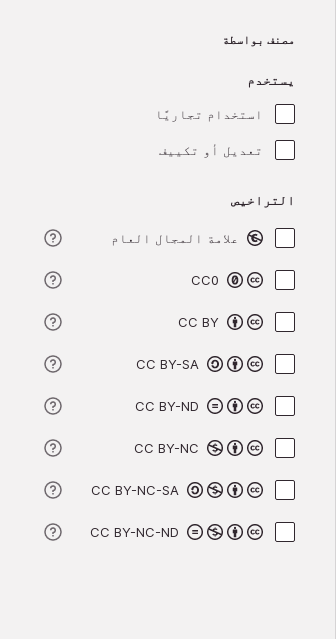 مصنف بواسطة
يستخدم
استخدام تجاريًا
تعديل أو تكييف
التراخيص
علامة المجال العام
CC0
CC BY
CC BY-SA
CC BY-ND
CC BY-NC
CC BY-NC-SA
CC BY-NC-ND